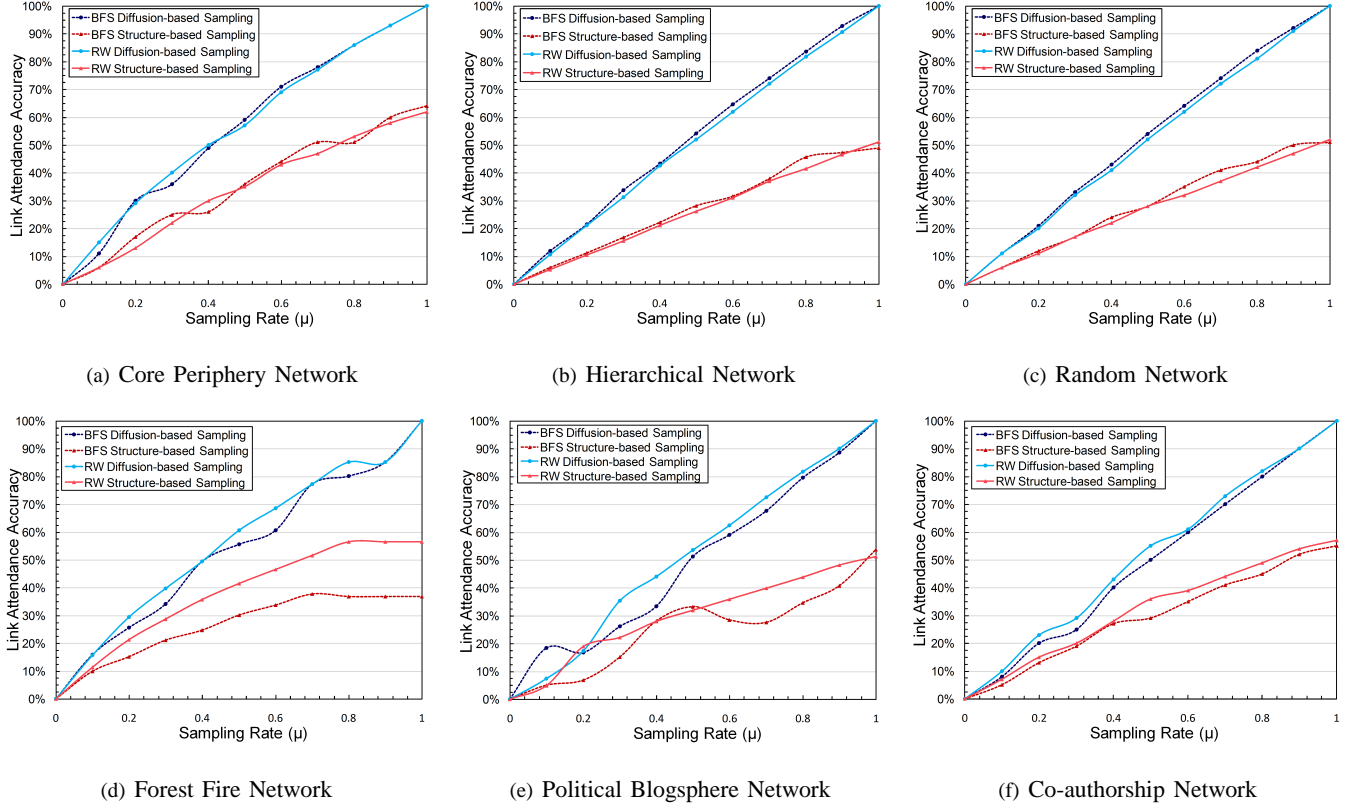 100%
90%
80%
70%
60%
50%
40%
30%
20%
10%
0%
Link Attendance Accuracy
BFS Diffusion-based Sampling
BFS Structure-based Sampling
RW Diffusion-based Sampling
RW Structure-based Sampling
0 0.2 0.4 0.6 0.8 1
Sampling Rate (μ)
(a) Core Periphery Network
100%
90%
80%
70%
60%
50%
40%
30%
20%
10%
0%
Link Attendance Accuracy
BFS Diffusion-based Sampling
BFS Structure-based Sampling
RW Diffusion-based Sampling
RW Structure-based Sampling
0 0.2 0.4 0.6 0.8 1
Sampling Rate (μ)
(b) Hierarchical Network
100%
90%
80%
70%
60%
50%
40%
30%
20%
10%
0%
Link Attendance Accuracy
BFS Diffusion-based Sampling
BFS Structure-based Sampling
RW Diffusion-based Sampling
RW Structure-based Sampling
0 0.2 0.4 0.6 0.8 1
Sampling Rate (μ)
(c) Random Network
100%
90%
80%
70%
60%
50%
40%
30%
20%
10%
0%
Link Attendance Accuracy
BFS Diffusion-based Sampling
BFS Structure-based Sampling
RW Diffusion-based Sampling
RW Structure-based Sampling
0 0.2 0.4 0.6 0.8 1
Sampling Rate (μ)
(d) Forest Fire Network
100%
90%
80%
70%
60%
50%
40%
30%
20%
10%
0%
Link Attendance Accuracy
BFS Diffusion-based Sampling
BFS Structure-based Sampling
RW Diffusion-based Sampling
RW Structure-based Sampling
0 0.2 0.4 0.6 0.8 1
Sampling Rate (μ)
(e) Political Blogsphere Network
100%
90%
80%
70%
60%
50%
40%
30%
20%
10%
0%
Link Attendance Accuracy
BFS Diffusion-based Sampling
BFS Structure-based Sampling
RW Diffusion-based Sampling
RW Structure-based Sampling
0 0.2 0.4 0.6 0.8 1
Sampling Rate (μ)
(f) Co-authorship Network